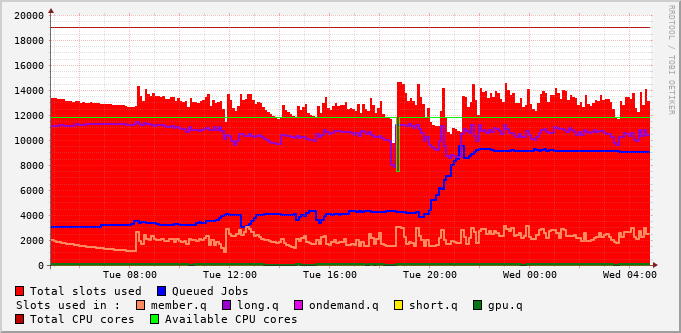 20000
18000
16000
14000
12000
10000
8000
6000
4000
2000
0
Tue 08:00 Tue 12:00 Tue 16:00 Tue 20:00 Wed 00:00 Wed 04:00
RRDTOOL / TOBI OETIKER
Total slots used Queued Jobs
Slots used in : member.q long.q ondemand.q short.q gpu.q
Total CPU cores Available CPU cores